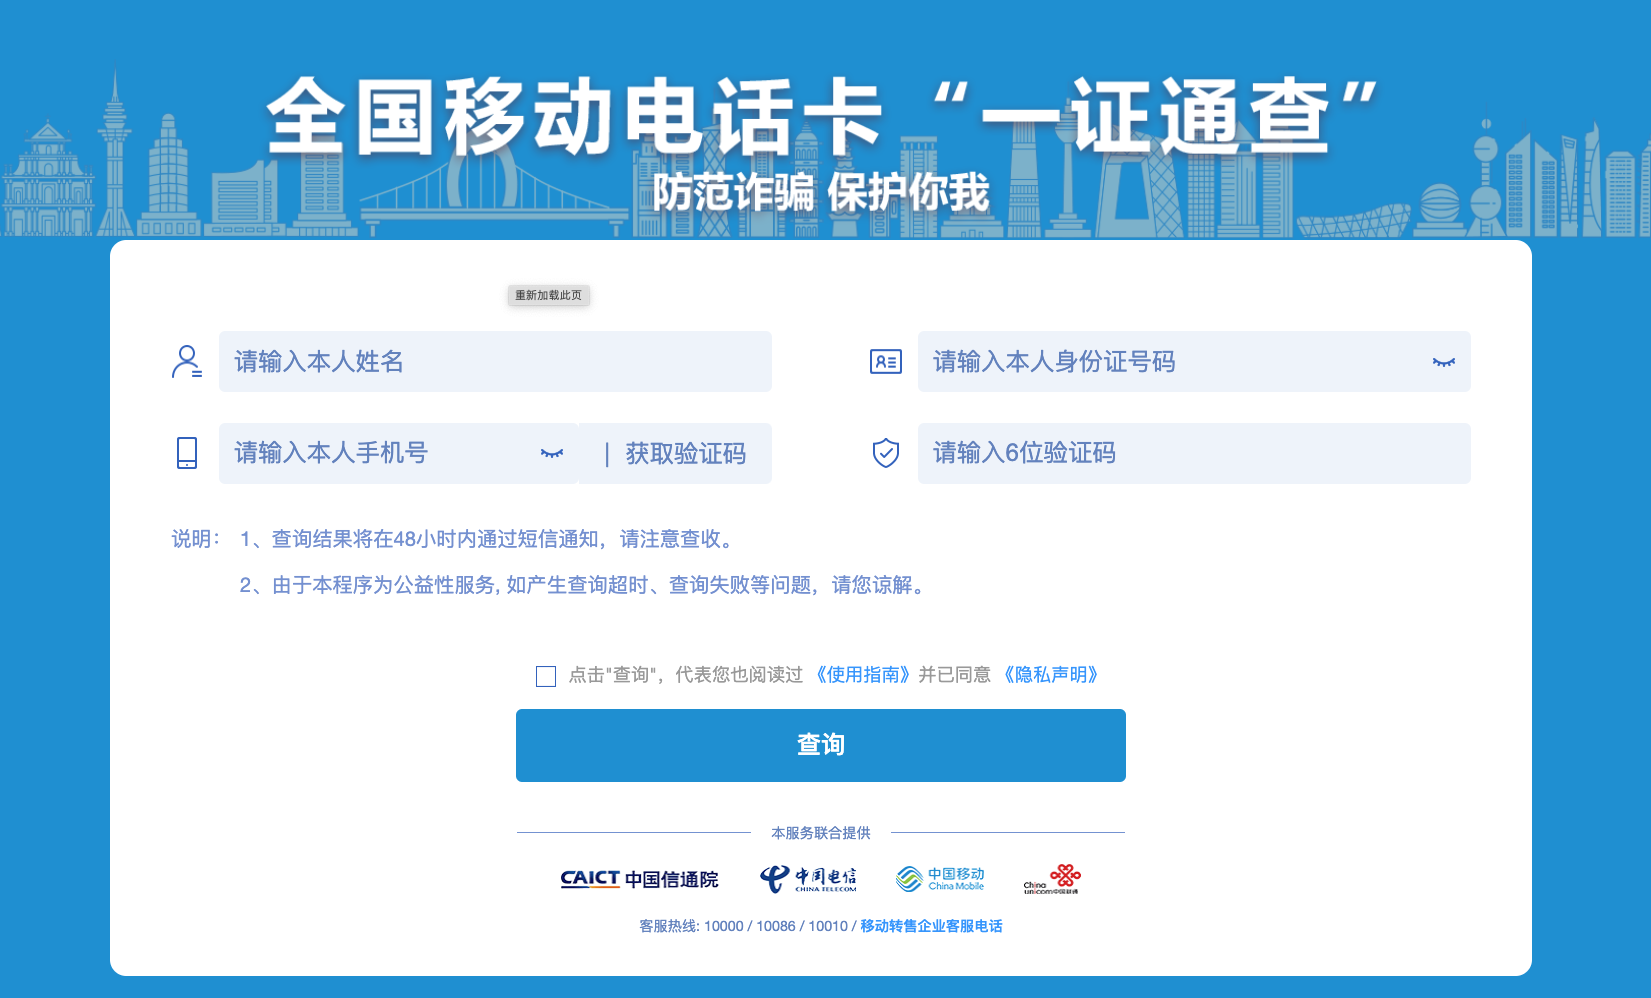 全国移动电话卡“一证通查”
防范诈骗 保护你我
重新加载此页
请输入本人姓名
请输入本人身份证号码
请输入本人手机号
| 获取验证码
请输入6位验证码
说明： 1、查询结果将在48小时内通过短信通知，请注意查收。
2、由于本程序为公益性服务, 如产生查询超时、查询失败等问题，请您谅解。
点击"查询"，代表您也阅读过《使用指南》并已同意《隐私声明》
查询
本服务联合提供
CAICT 中国信通院
中国电信
CHINA TELECOM
中国移动
China Mobile
China
unicom中国联通
客服热线: 10000 / 10086 / 10010 / 移动转售企业客服电话